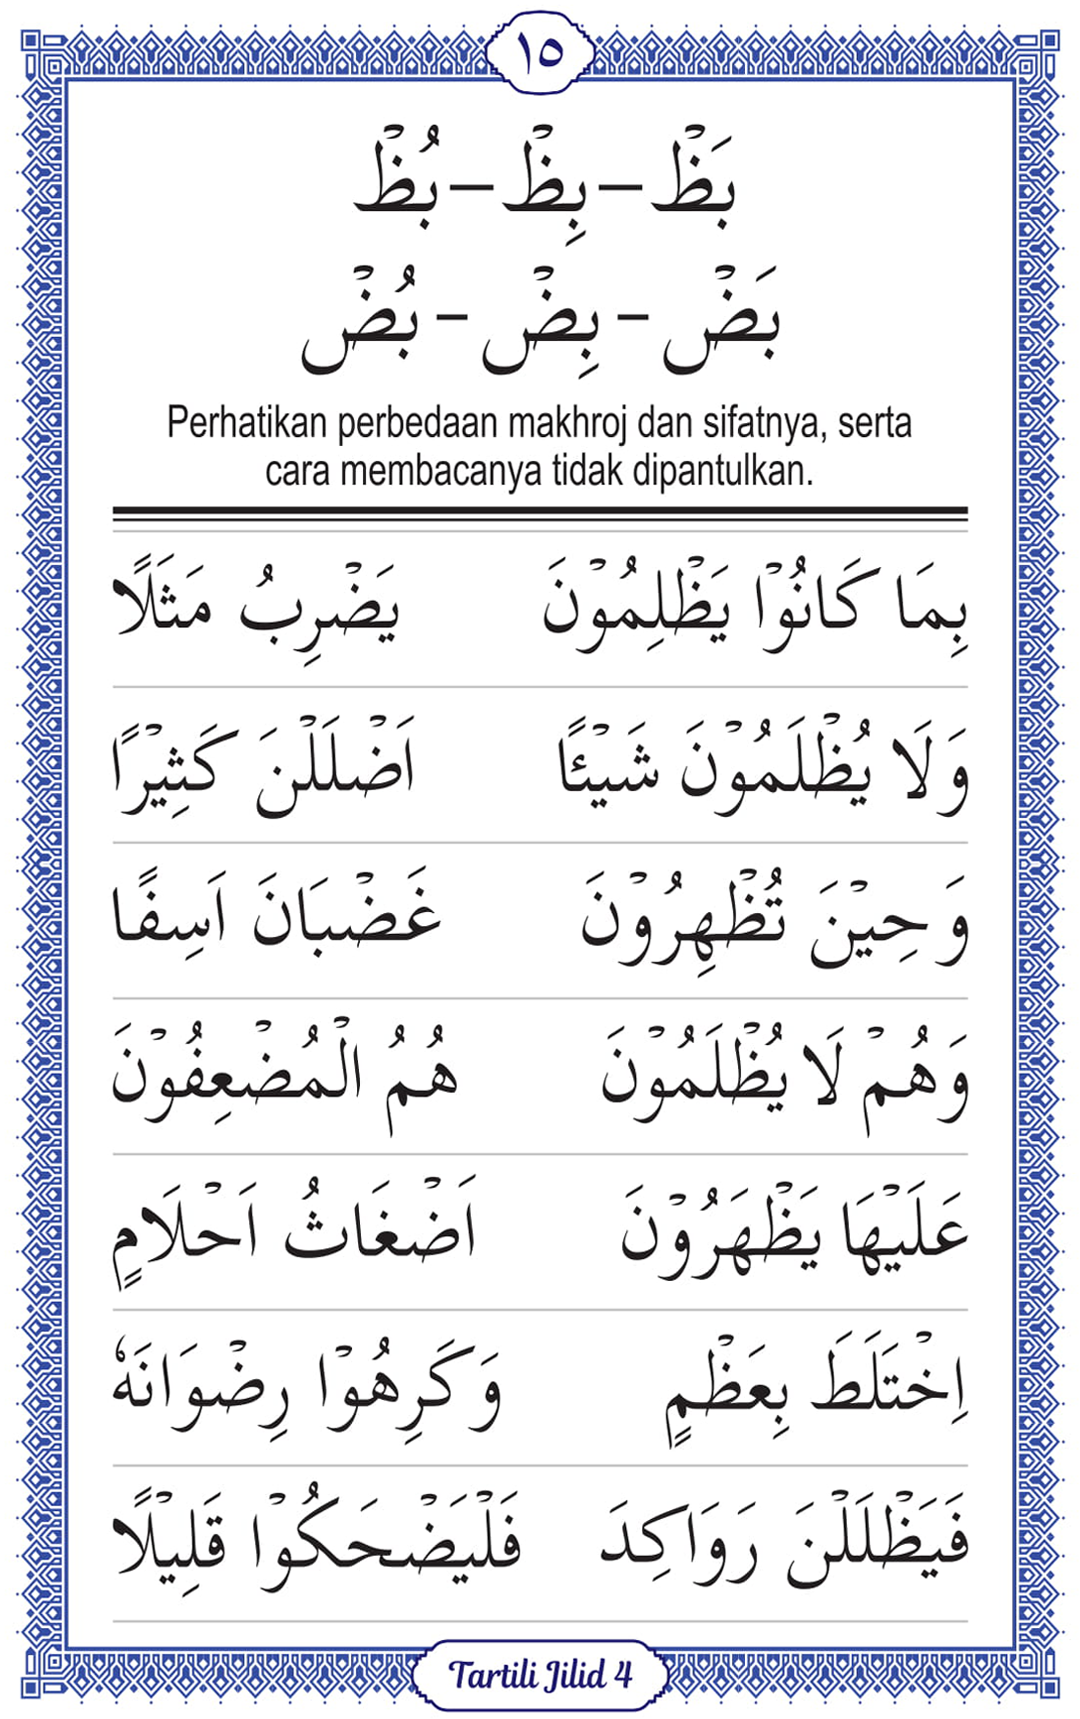 ١٥
بَظْ – بِظْ – بُظْ
بَضْ – بِضْ – بُضْ
Perhatikan perbedaan makhroj dan sifatnya, serta
cara membacanya tidak dipantulkan.
بِمَا كَانُوْا يَظْلِمُوْنَ يَضْرِبُ مَثَلًا
وَلَا يُظْلَمُوْنَ شَيْئًا اَضْلَلْنَ كَثِيْرًا
وَحِيْنَ تُظْهِرُوْنَ غَضْبَانَ اَسِفًا
وَهُمْ لَا يُظْلَمُوْنَ هُمُ الْمُضْعِفُوْنَ
عَلَيْهَا يَظْهَرُوْنَ اَضْغَاثُ اَحْلَامٍ
اِخْتَلَطَ بِعَظْمٍ وَكَرِهُوْا رِضْوَانَهٗ
فَيَظْلَلْنَ رَوَاكِدَ فَلْيَضْحَكُوْا قَلِيْلًا
Tartili Jilid 4